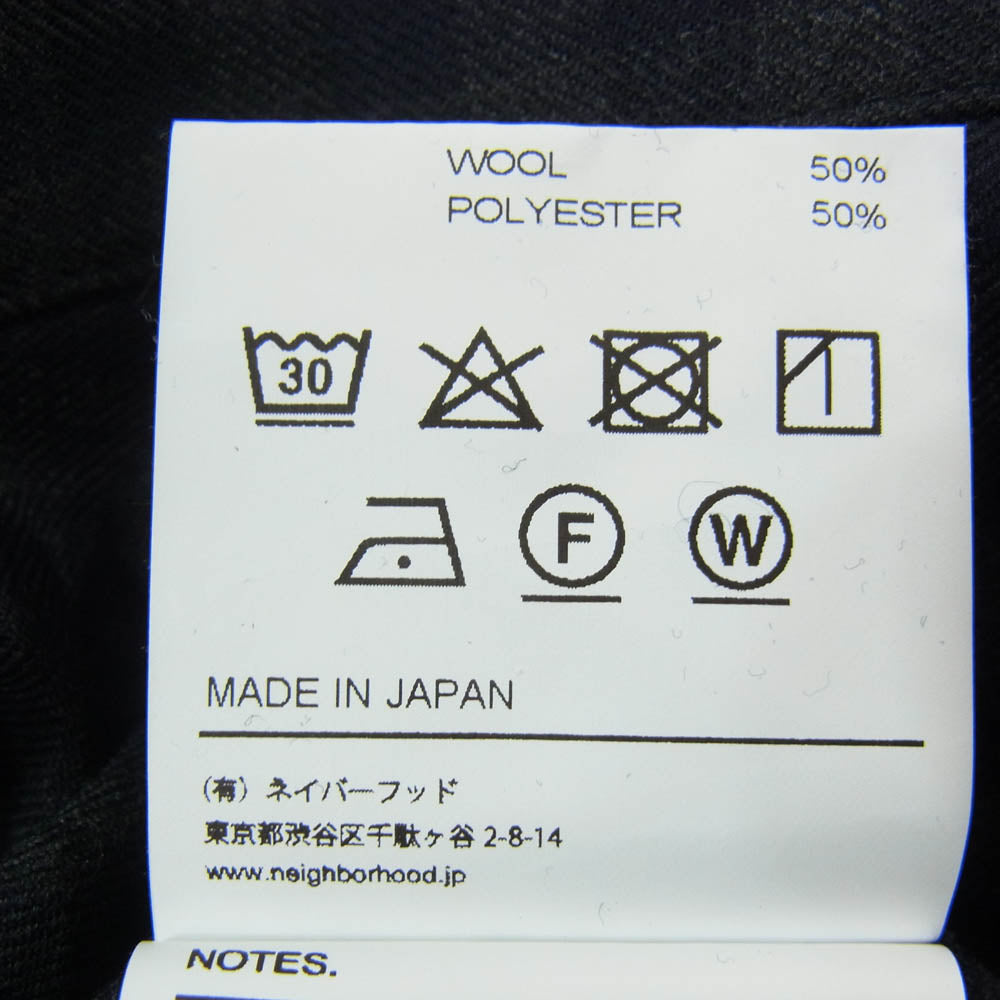 WOOL 50%
POLYESTER 50%
30
F W
MADE IN JAPAN
(有) ネイバーフッド
東京都渋谷区千駄ヶ谷 2-8-14
www.neighborhood.jp
NOTES.